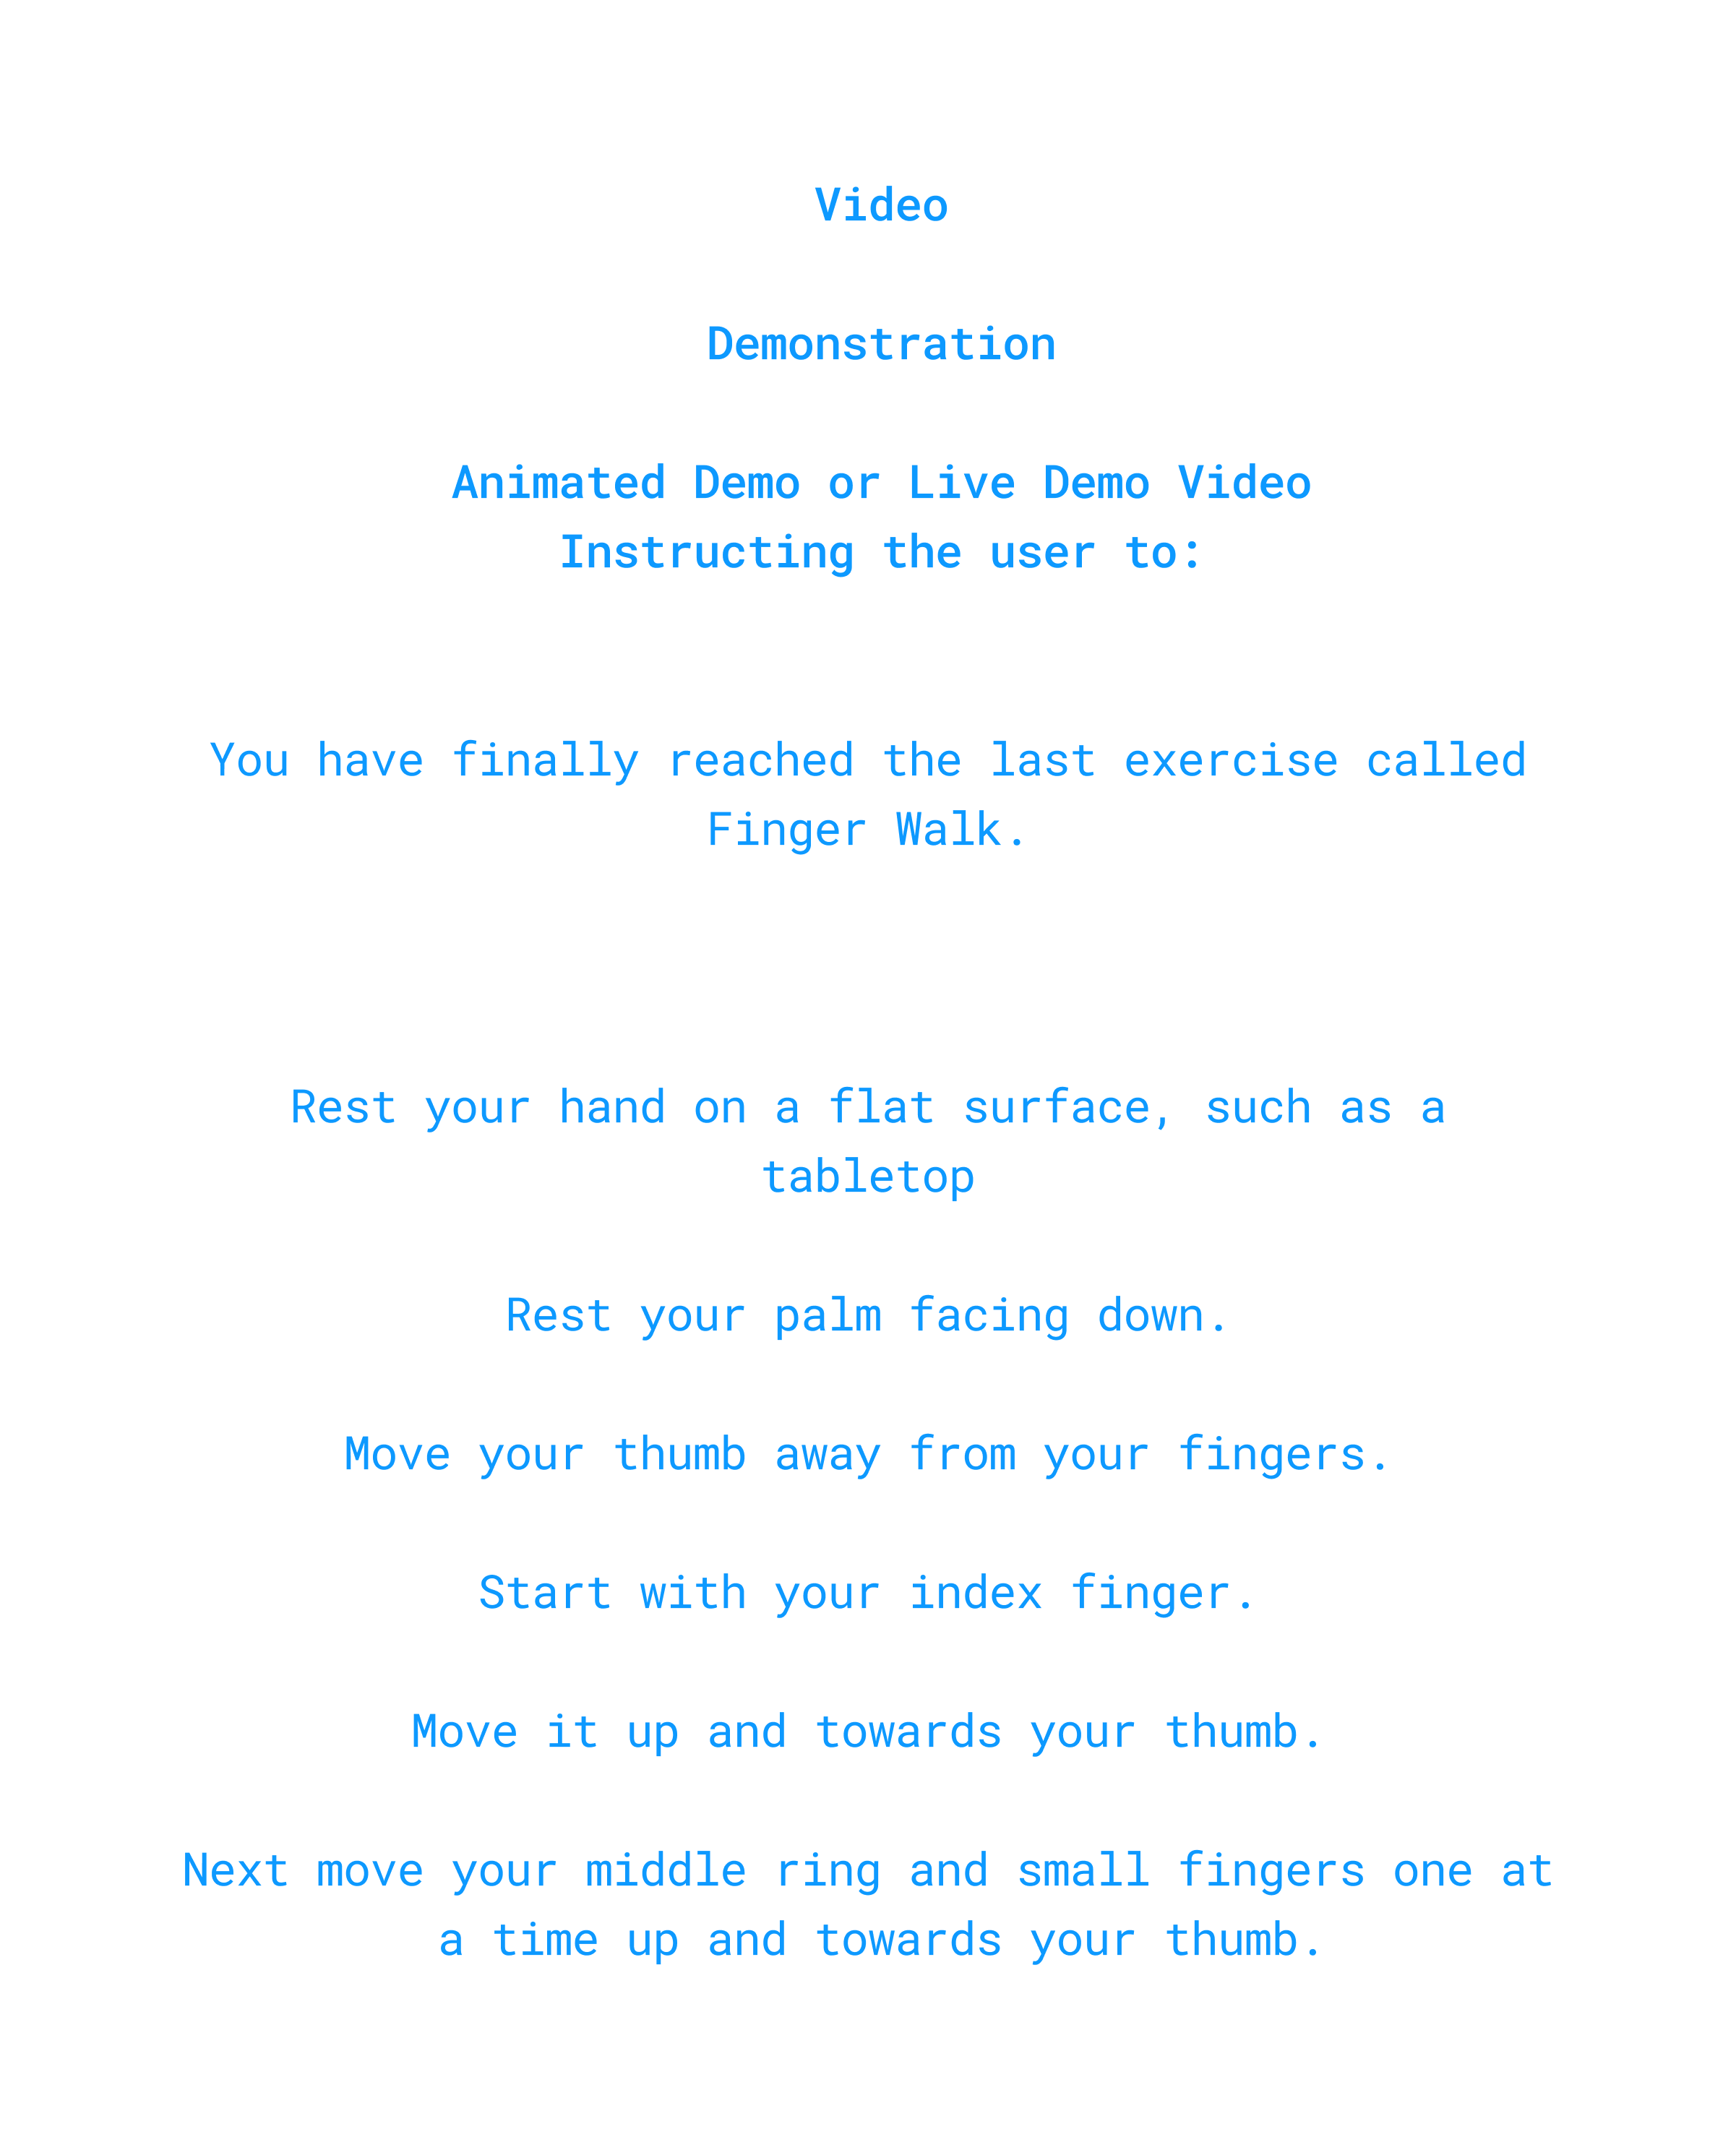 Video
Demonstration
Animated Demo or Live Demo Video
Instructing the user to:
You have finally reached the last exercise called
Finger Walk.
Rest your hand on a flat surface, such as a
tabletop
Rest your palm facing down.
Move your thumb away from your fingers.
Start with your index finger.
Move it up and towards your thumb.
Next move your middle ring and small fingers one at
a time up and towards your thumb.